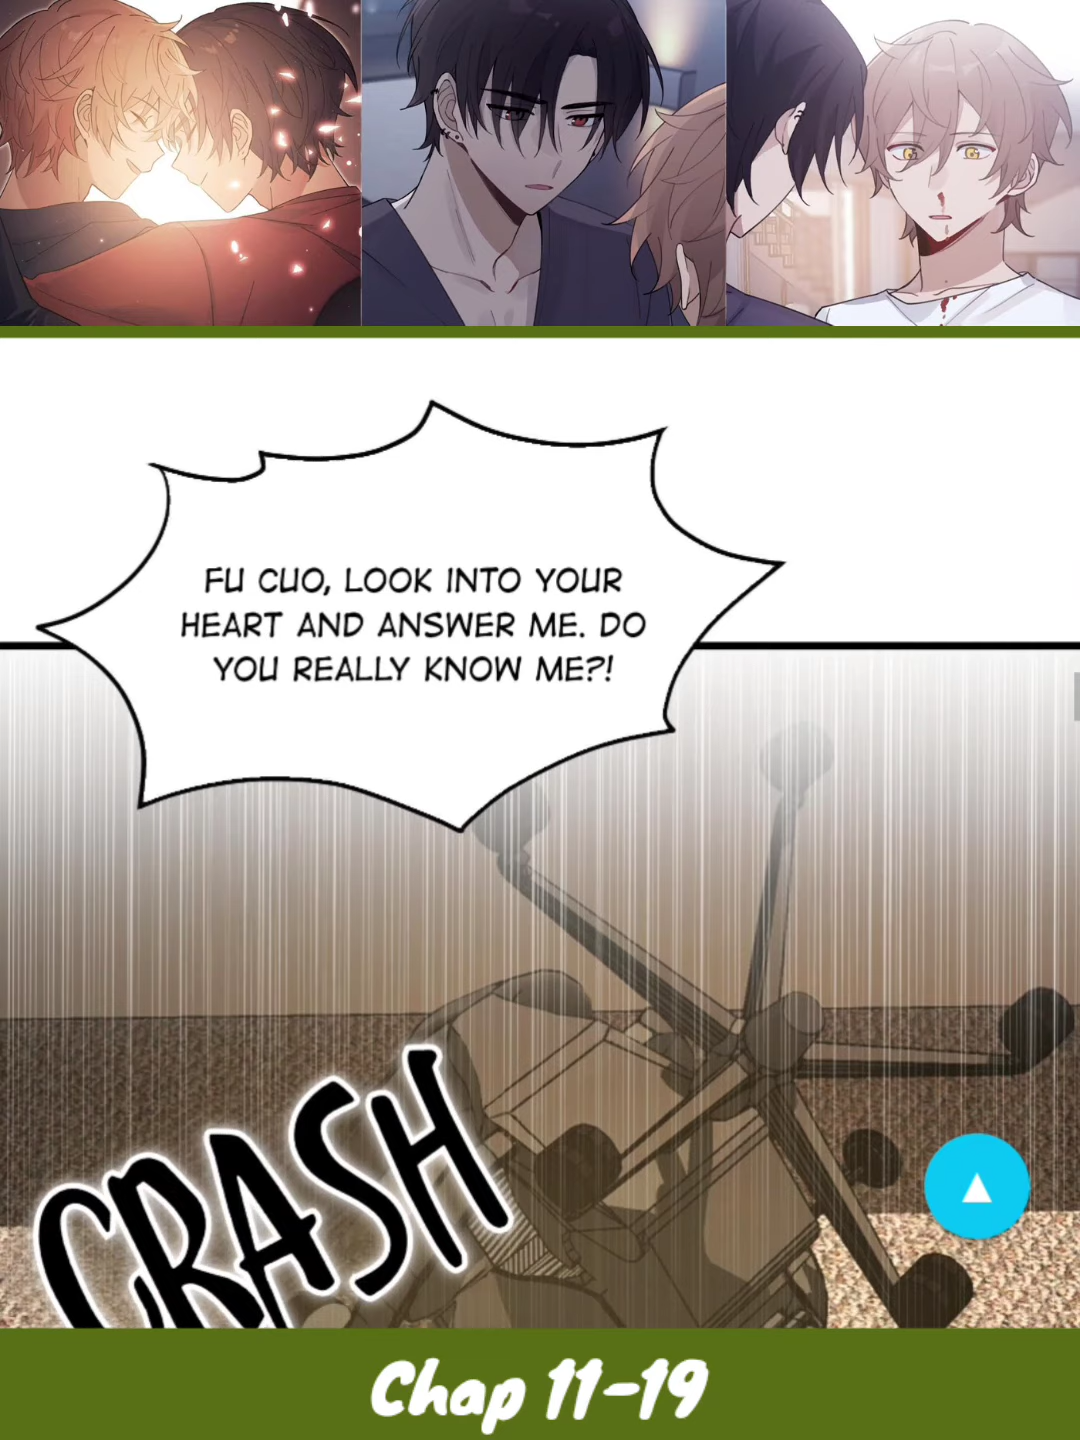 FU CUO, LOOK INTO YOUR
HEART AND ANSWER ME. DO
YOU REALLY KNOW ME?!
CRASH
Chap 11-19